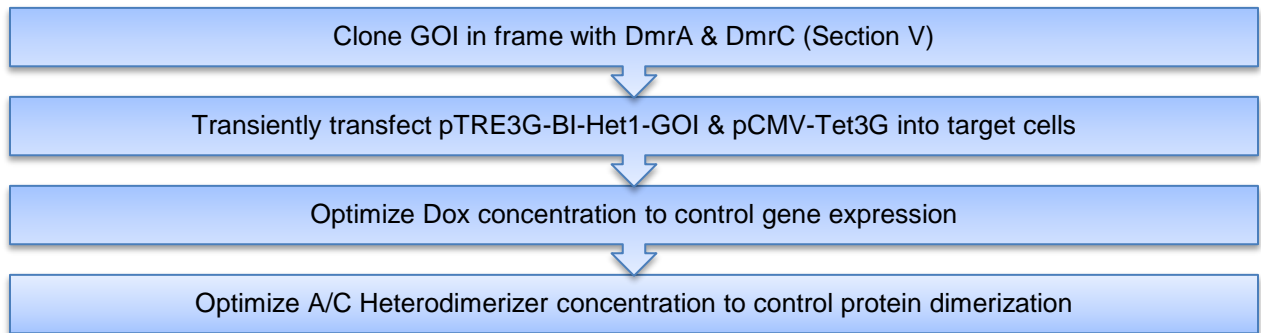 Clone GOI in frame with DmrA & DmrC (Section V)
Transiently transfect pTRE3G-BI-Het1-GOI & pCMV-Tet3G into target cells
Optimize Dox concentration to control gene expression
Optimize A/C Heterodimerizer concentration to control protein dimerization